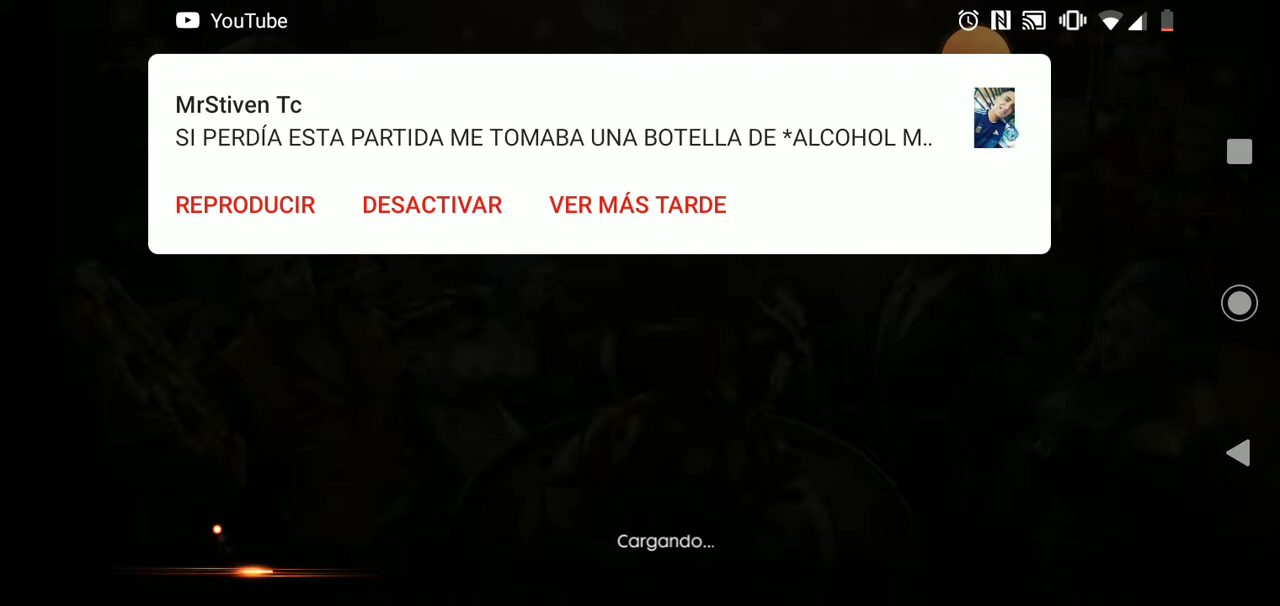 YouTube
MrStiven Tc
SI PERDÍA ESTA PARTIDA ME TOMABA UNA BOTELLA DE *ALCOHOL M..
REPRODUCIR DESACTIVAR VER MÁS TARDE
Cargando...